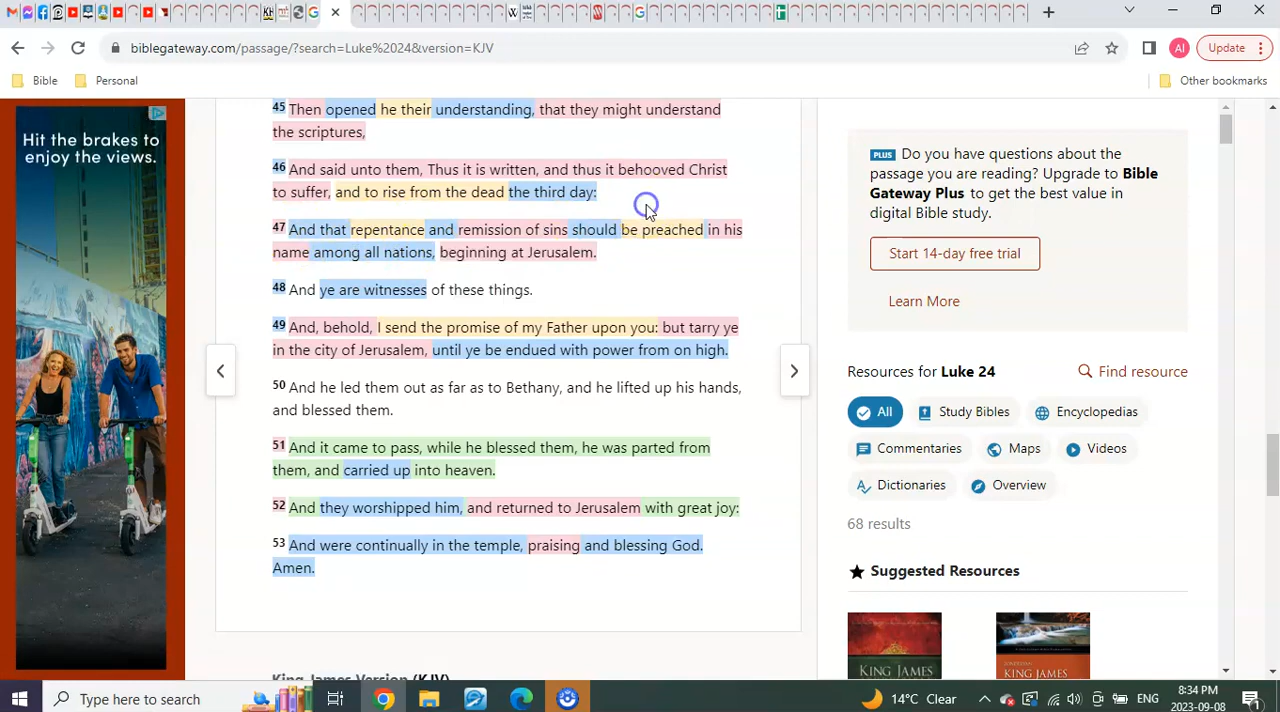 biblegateway.com/passage/?search=Luke%2024&version=KJV
AI
Update
Bible
Personal
Other bookmarks
Hit the brakes to
enjoy the views.
45 Then opened he their understanding, that they might understand
the scriptures,
46 And said unto them, Thus it is written, and thus it behooved Christ
to suffer, and to rise from the dead the third day:
47 And that repentance and remission of sins should be preached in his
name among all nations, beginning at Jerusalem.
48 And ye are witnesses of these things.
49 And, behold, I send the promise of my Father upon you: but tarry ye
in the city of Jerusalem, until ye be endued with power from on high.
50 And he led them out as far as to Bethany, and he lifted up his hands,
and blessed them.
51 And it came to pass, while he blessed them, he was parted from
them, and carried up into heaven.
52 And they worshipped him, and returned to Jerusalem with great joy:
53 And were continually in the temple, praising and blessing God.
Amen.
King James Version (KJV)
PLUS Do you have questions about the
passage you are reading? Upgrade to Bible
Gateway Plus to get the best value in
digital Bible study.
Start 14-day free trial
Learn More
Resources for Luke 24
Find resource
All
Study Bibles
Encyclopedias
Commentaries
Maps
Videos
Dictionaries
Overview
68 results
Suggested Resources
KING JAMES
KING JAMES
Type here to search
14°C Clear
ENG
8:34 PM
2023-09-08
1